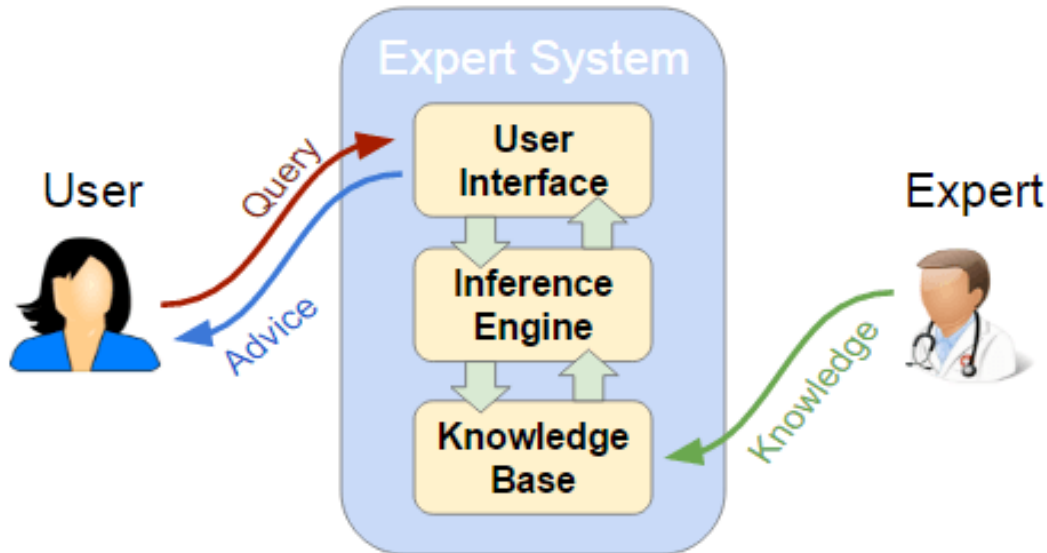 Expert System
User
Interface
Query
Advice
User
Expert
Inference
Engine
Knowledge
Knowledge
Base